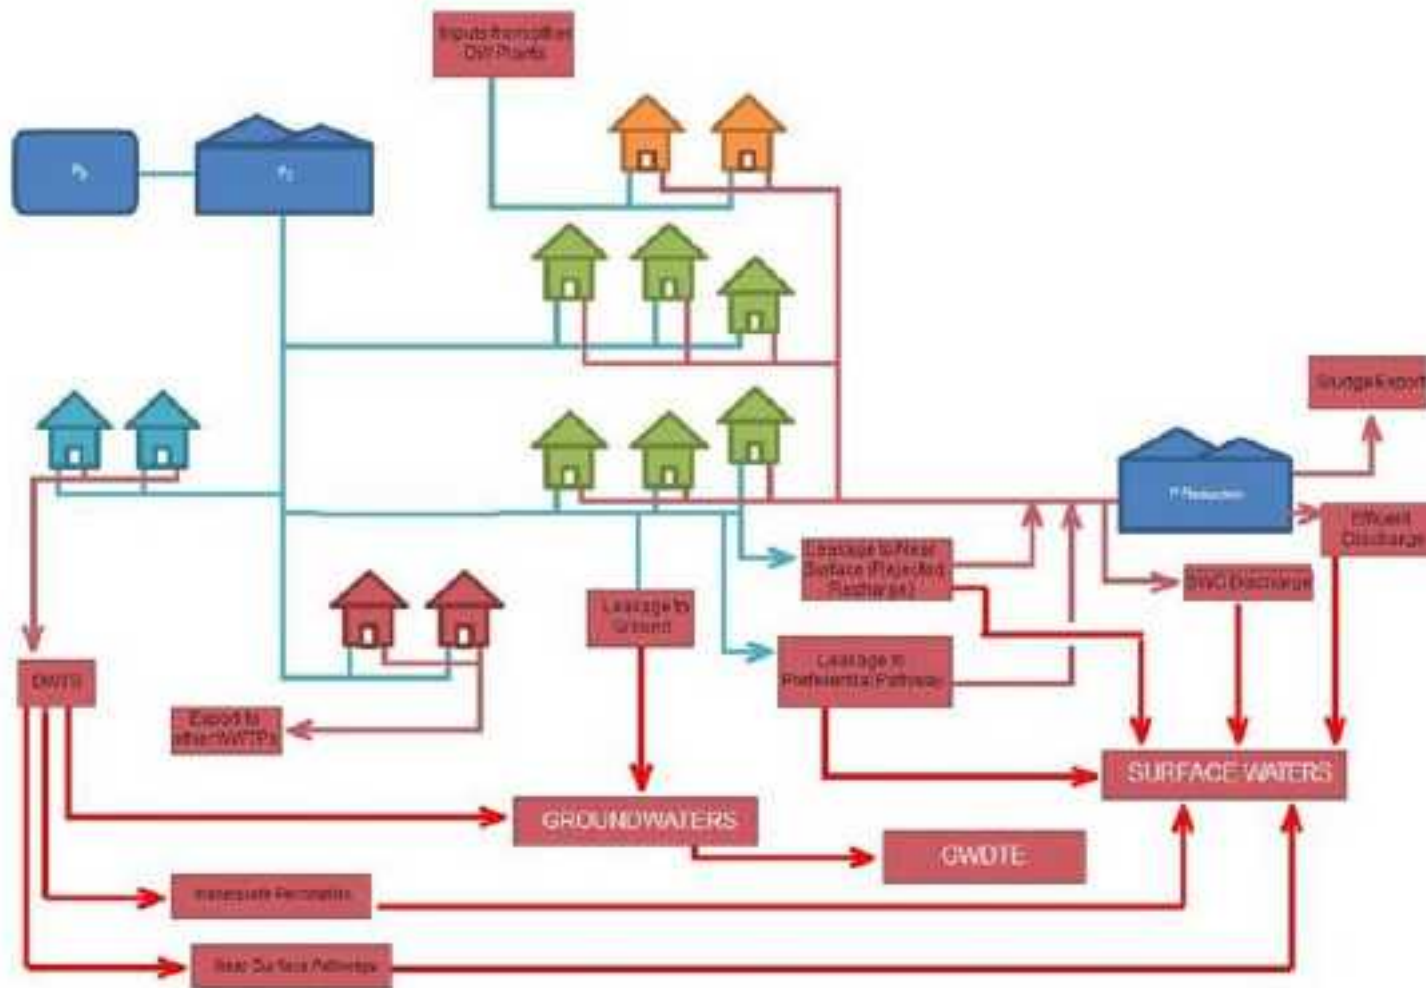 Inputs from other
DW Plants
Sludge Export
P Reduction
Effluent
Discharge
Leakage to Near
Surface (Rejected
Recharge)
SWO Discharge
Leakage to
Ground
Leakage to
Preferential Pathway
DWTS
Export to
other WWTPs
SURFACE WATERS
GROUNDWATERS
GWDTE
Inadequate Percolation
Near Surface Pathways